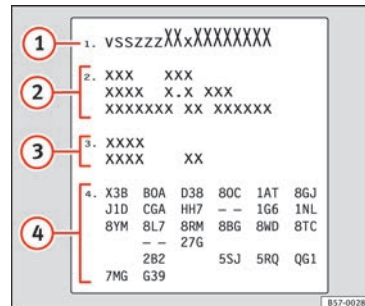 1 1. VSSZZZXXxXXXXXXXX
2. XXX XXX
2 XXXX X.X XXX
XXXXXXX XX XXXXXX
3. XXXX
3 XXXX XX
4. X3B B0A D38 80C 1AT 8GJ
J1D CGA HH7 -- 1G6 1NL
4 8YM 8L7 8RM 8BG 8WD 8TC
-- 27G
2B2 5SJ 5RQ QG1
7MG G39
B57-0028